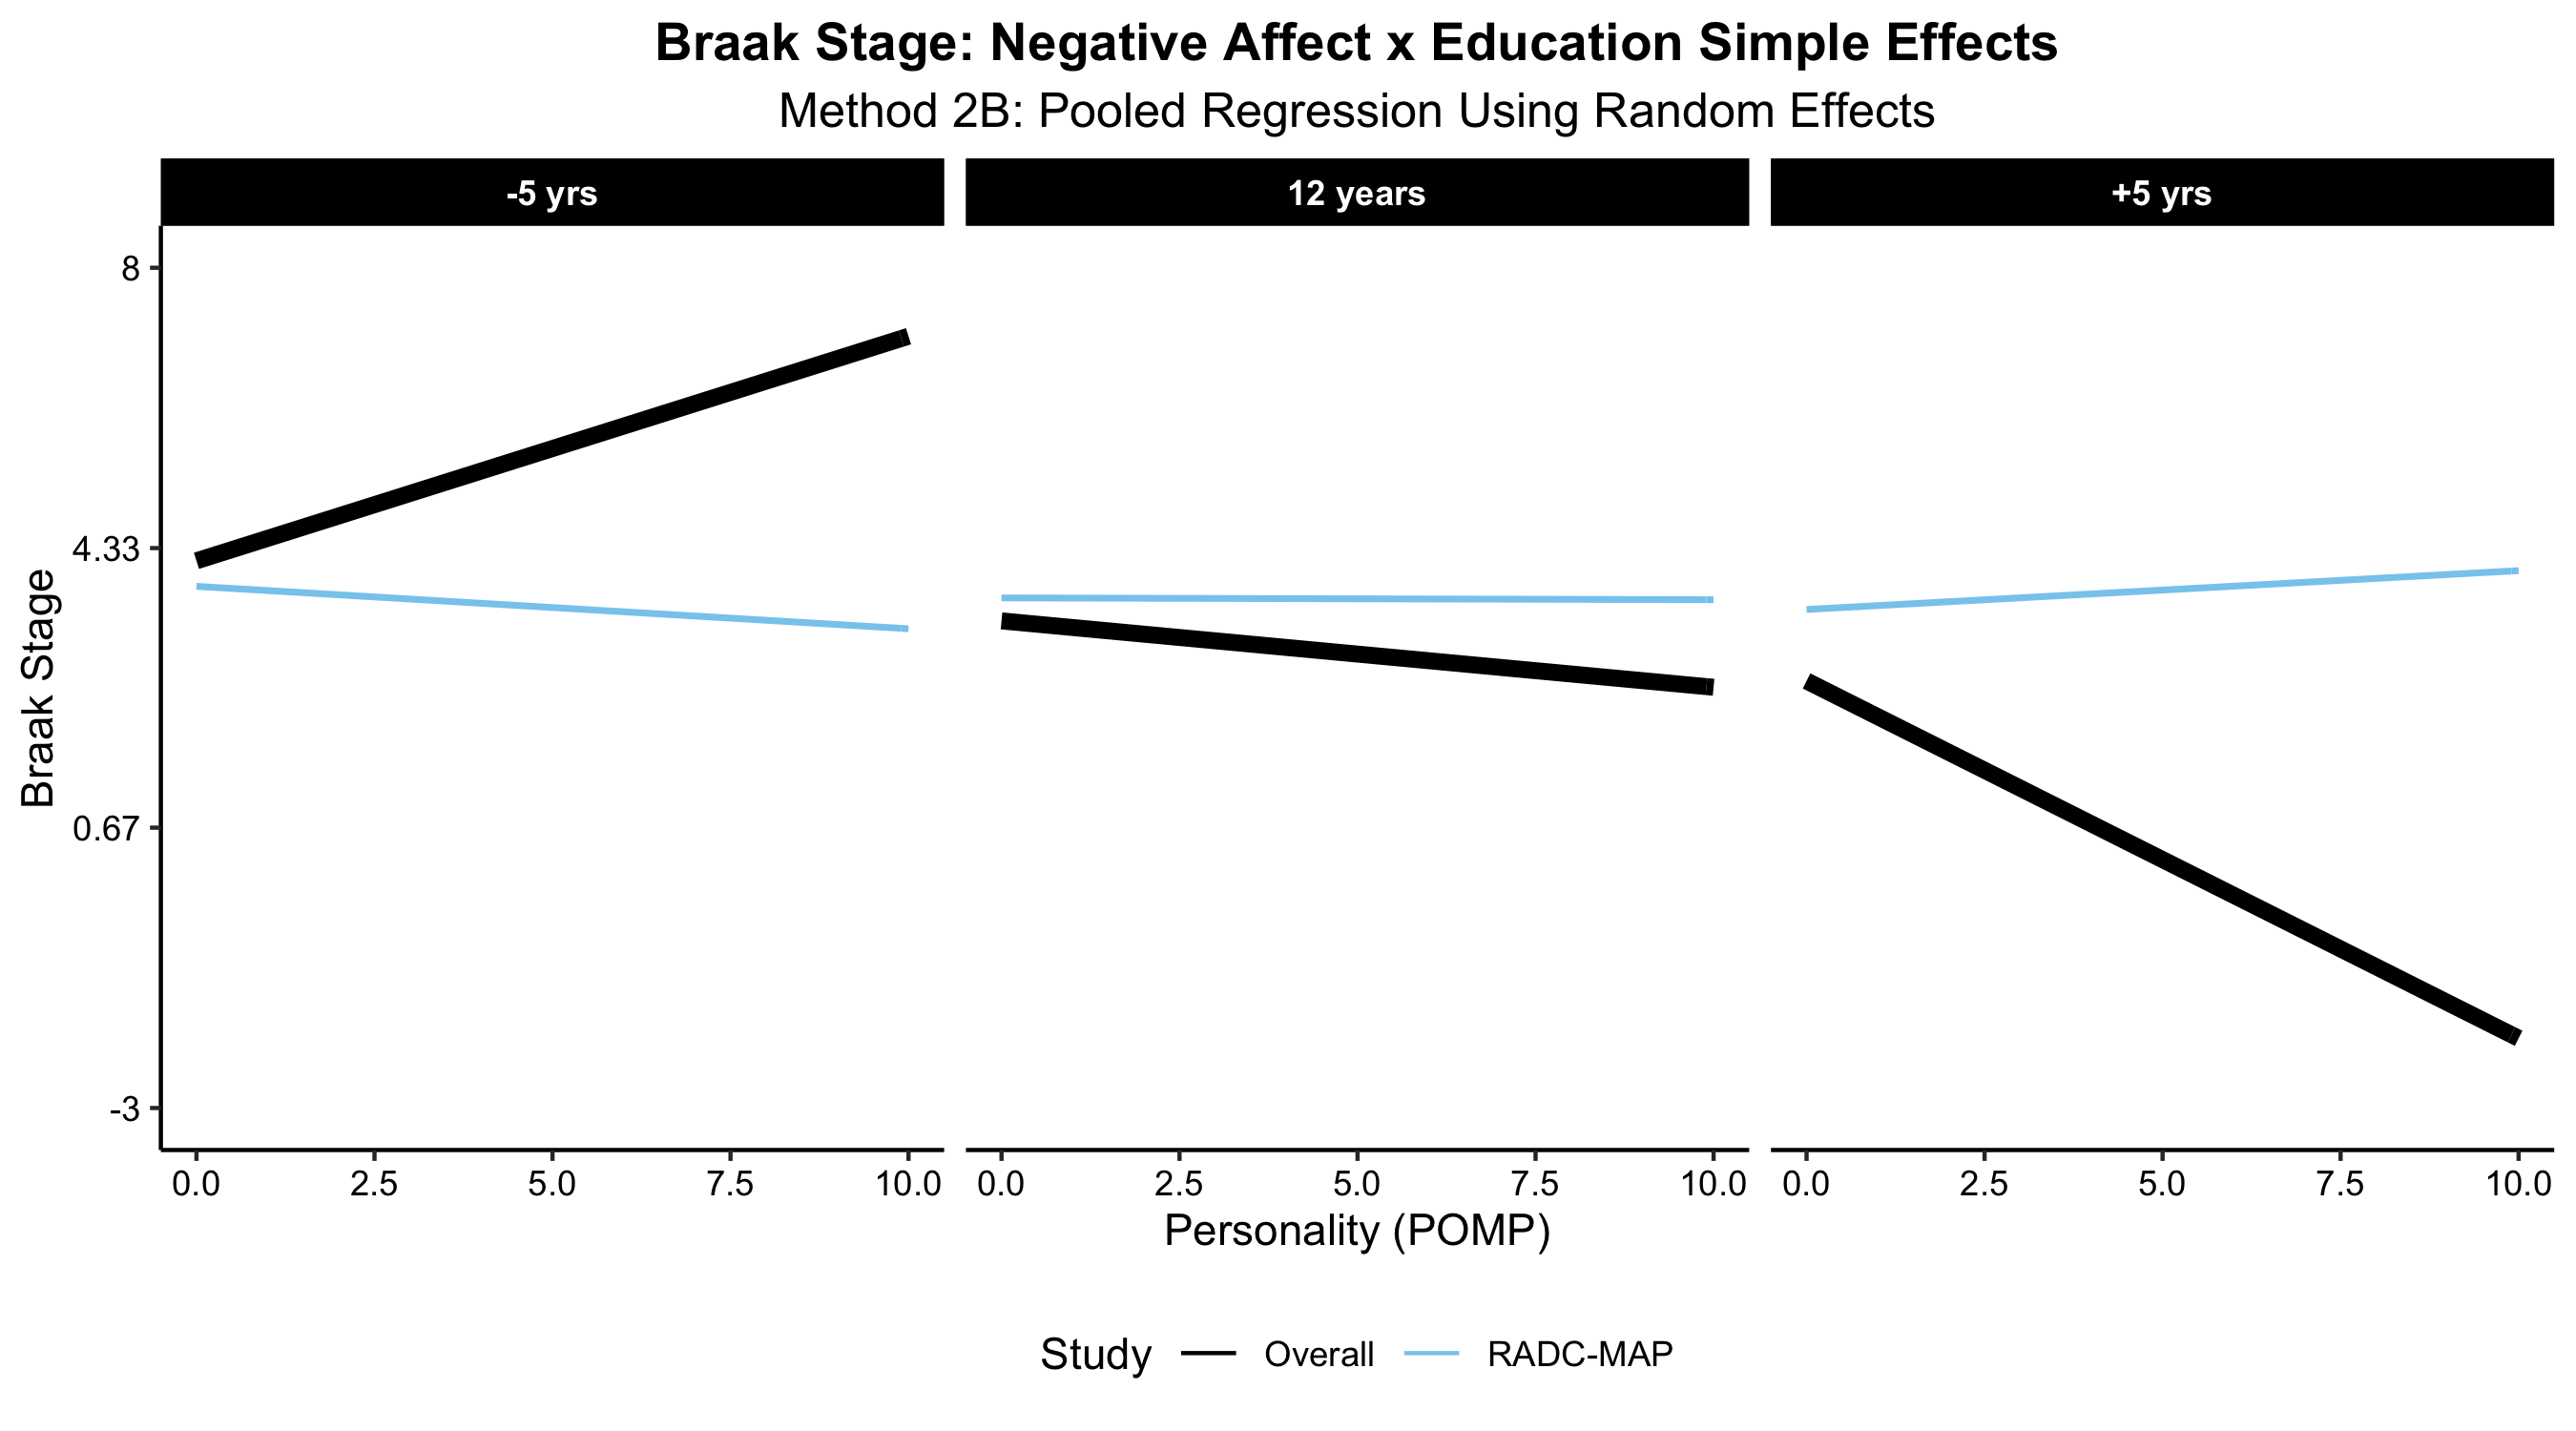 Braak Stage: Negative Affect x Education Simple Effects
Method 2B: Pooled Regression Using Random Effects
-5 yrs 12 years +5 yrs
8
4.33
0.67
-3
Braak Stage
0.0 2.5 5.0 7.5 10.0 0.0 2.5 5.0 7.5 10.0 0.0 2.5 5.0 7.5 10.0
Personality (POMP)
Study Overall RADC-MAP